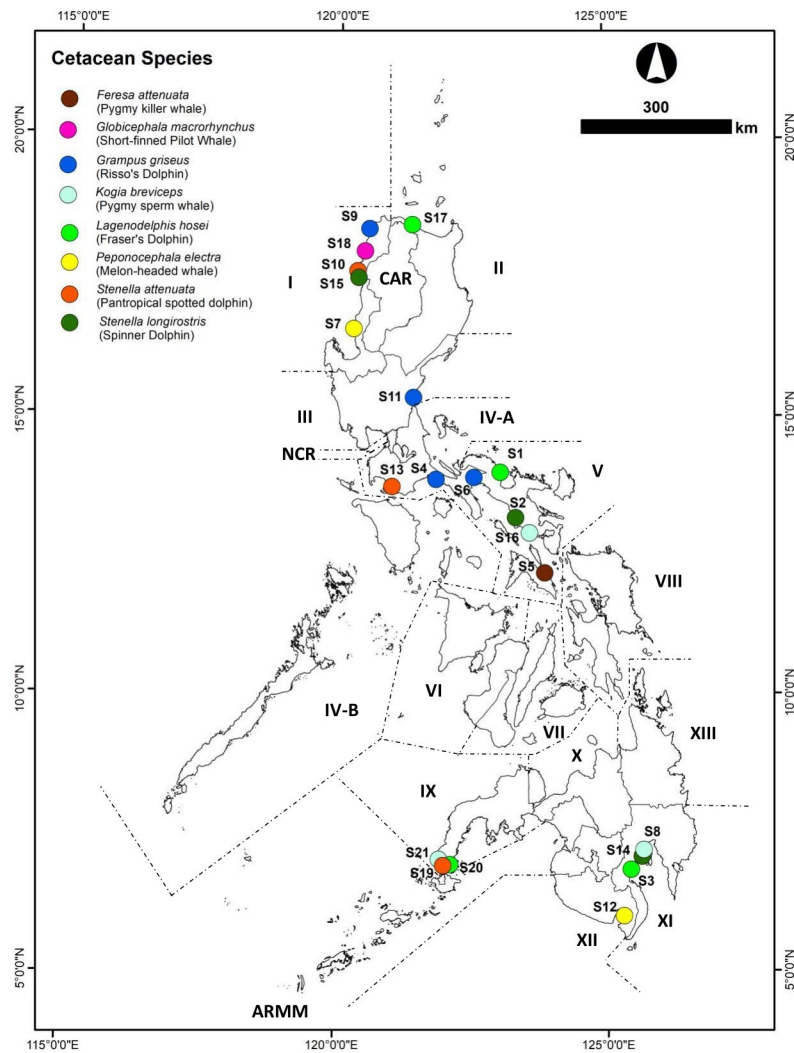 115°0'0"E 120°0'0"E 125°0'0"E
Cetacean Species
Feresa attenuata
(Pygmy killer whale)
Globicephala macrorhynchus
(Short-finned Pilot Whale)
Grampus griseus
(Risso's Dolphin)
Kogia breviceps
(Pygmy sperm whale)
Lagenodelphis hosei
(Fraser's Dolphin)
Peponocephala electra
(Melon-headed whale)
Stenella attenuata
(Pantropical spotted dolphin)
Stenella longirostris
(Spinner Dolphin)
300
km
20°0'0"N
20°0'0"N
S9
S17
S18
S10
CAR
II
I
S15
S7
S11
15°0'0"N
15°0'0"N
III
IV-A
NCR
S13
S4
S1
S6
V
S2
S16
S5
VIII
10°0'0"N
10°0'0"N
VI
IV-B
VII
XIII
X
IX
S8
S21
S14
S19
S20
S3
S12
XI
XII
5°0'0"N
5°0'0"N
ARMM
115°0'0"E 120°0'0"E 125°0'0"E